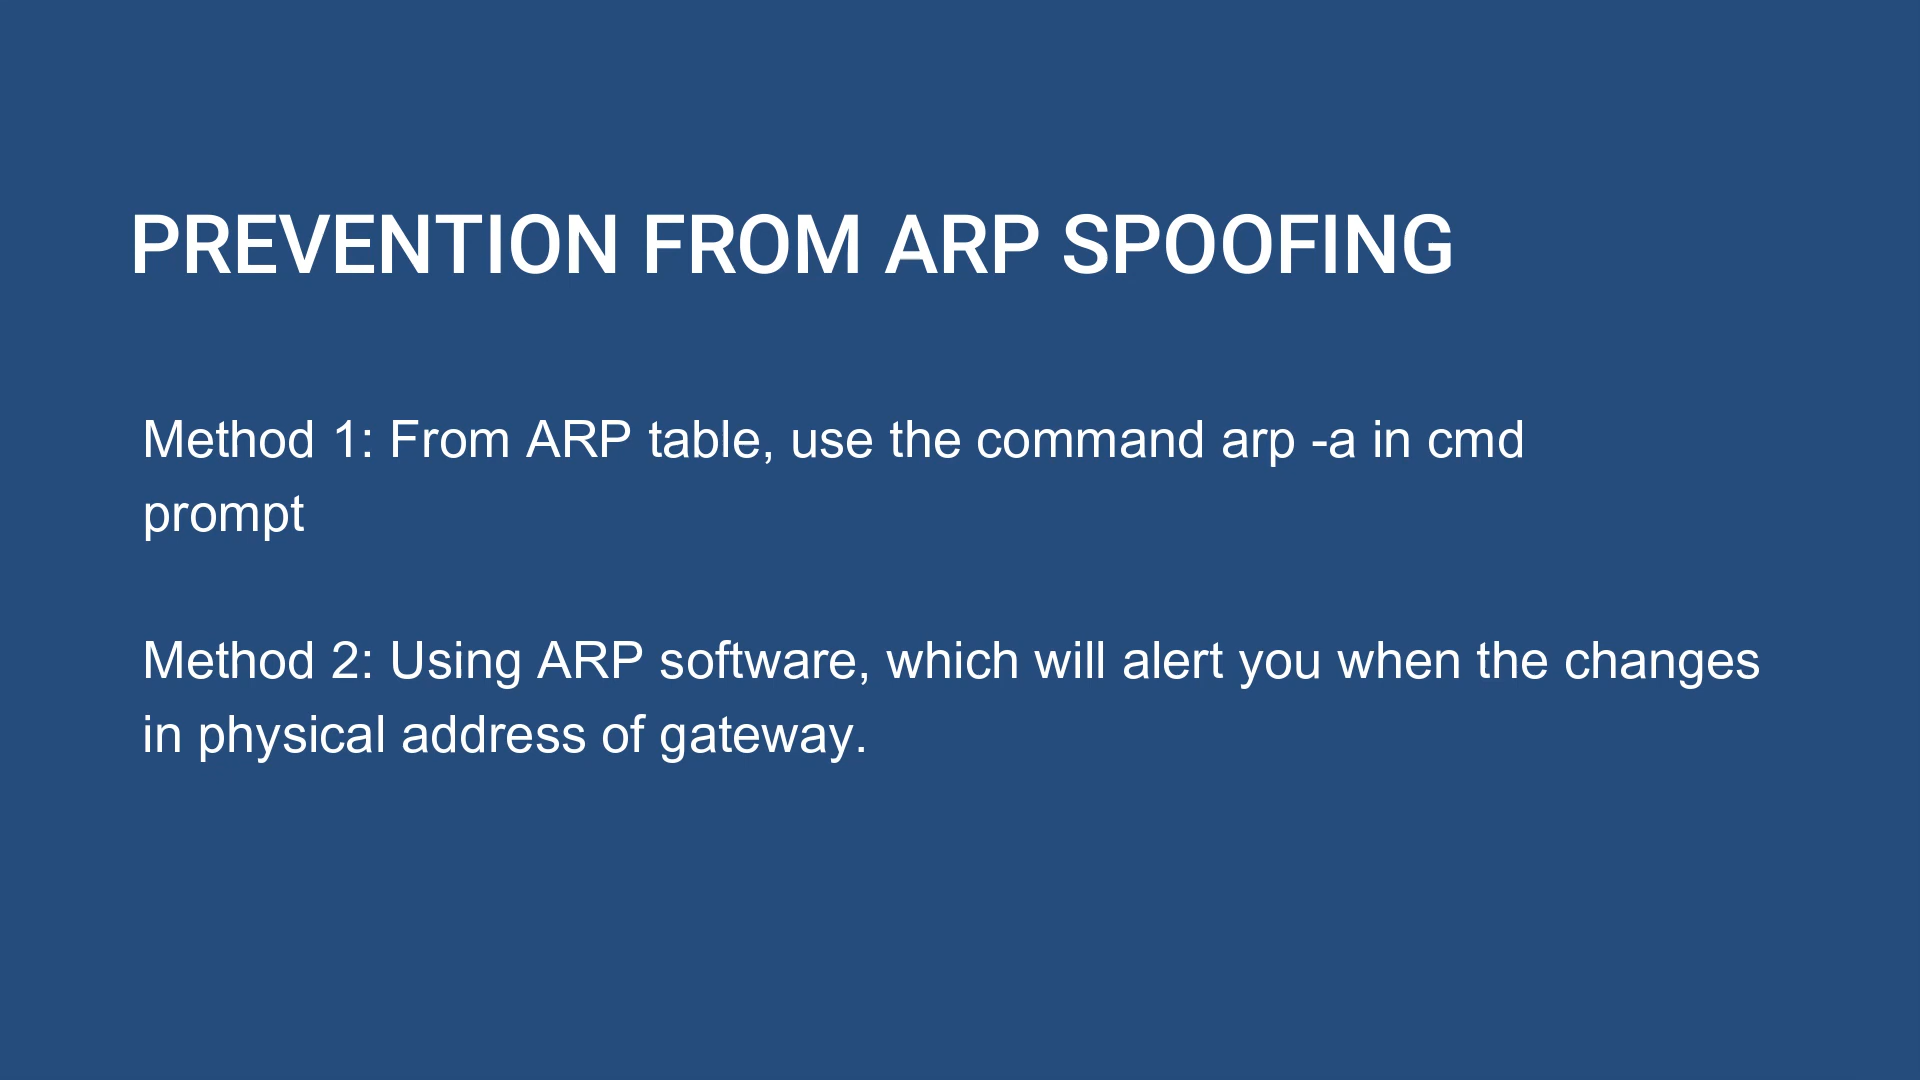 PREVENTION FROM ARP SPOOFING
Method 1: From ARP table, use the command arp -a in cmd
prompt
Method 2: Using ARP software, which will alert you when the changes
in physical address of gateway.